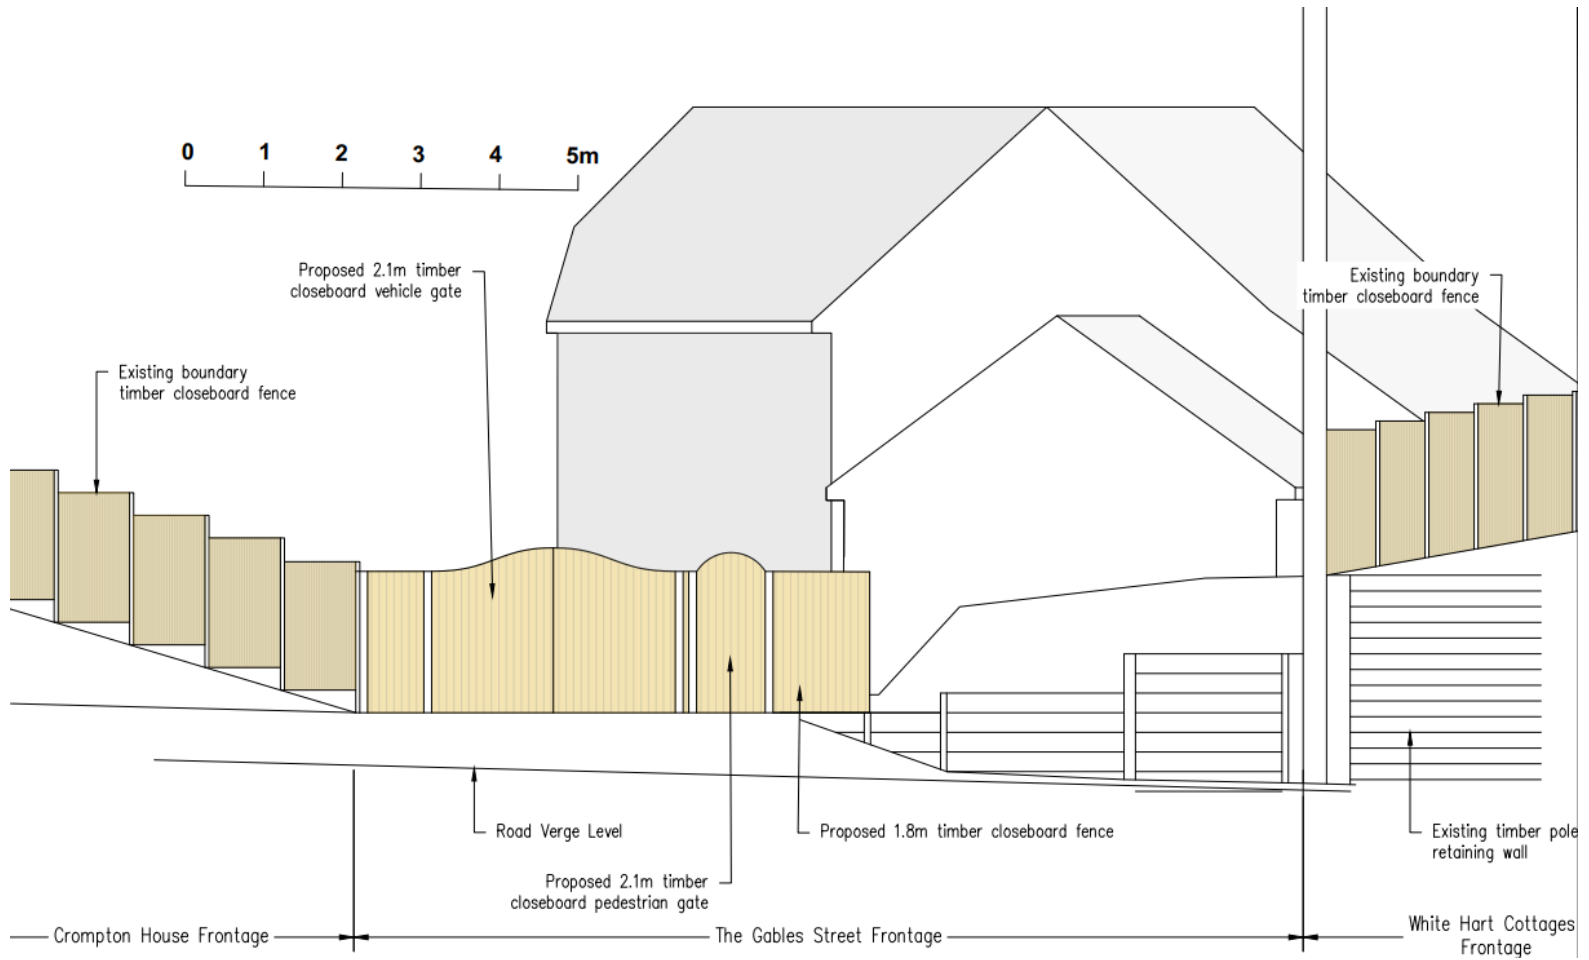 0 1 2 3 4 5m
Proposed 2.1m timber
closeboard vehicle gate
Existing boundary
timber closeboard fence
Existing boundary
timber closeboard fence
Road Verge Level
Proposed 1.8m timber closeboard fence
Existing timber pole
retaining wall
Proposed 2.1m timber
closeboard pedestrian gate
Crompton House Frontage
The Gables Street Frontage
White Hart Cottages
Frontage